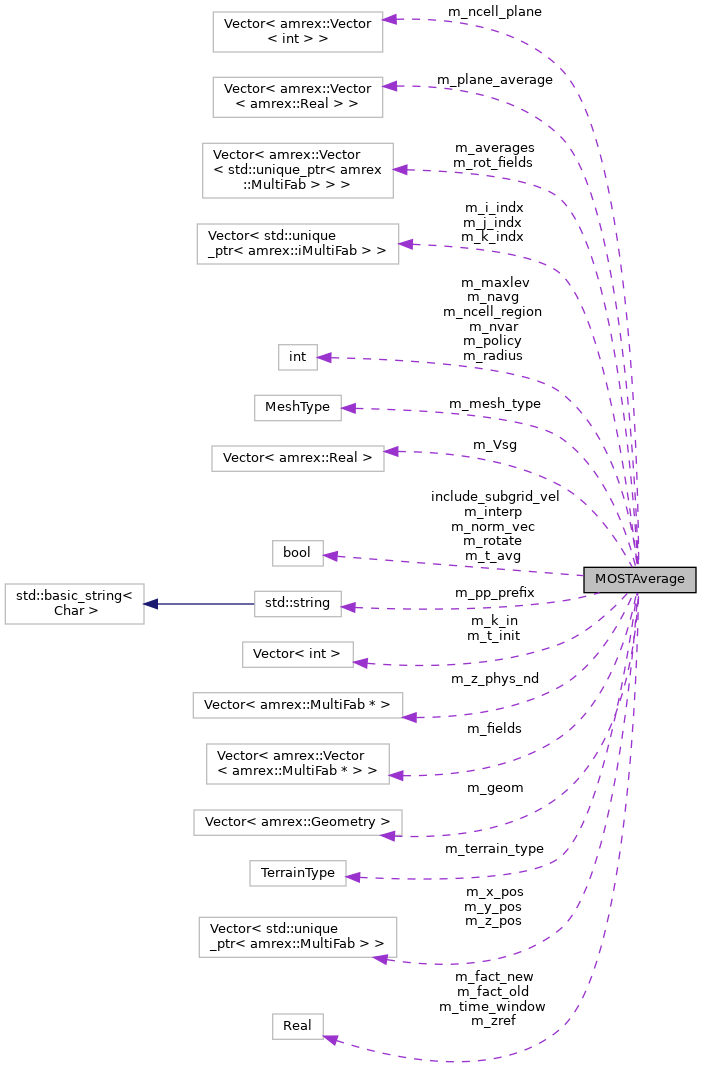 m_ncell_plane
Vector< amrex::Vector
< int > >
m_plane_average
Vector< amrex::Vector
< amrex::Real > >
m_averages
m_rot_fields
Vector< amrex::Vector
< std::unique_ptr< amrex
::MultiFab > > >
m_i_indx
m_j_indx
m_k_indx
Vector< std::unique
_ptr< amrex::iMultiFab > >
m_maxlev
m_navg
m_ncell_region
m_nvar
m_policy
m_radius
int
m_mesh_type
MeshType
m_Vsg
Vector< amrex::Real >
include_subgrid_vel
m_interp
m_norm_vec
m_rotate
m_t_avg
bool
MOSTAverage
std::basic_string<
Char >
std::string
m_pp_prefix
m_k_in
m_t_init
Vector< int >
m_z_phys_nd
Vector< amrex::MultiFab * >
m_fields
Vector< amrex::Vector
< amrex::MultiFab * > >
m_geom
Vector< amrex::Geometry >
m_terrain_type
TerrainType
m_x_pos
m_y_pos
m_z_pos
Vector< std::unique
_ptr< amrex::MultiFab > >
m_fact_new
m_fact_old
m_time_window
m_zref
Real